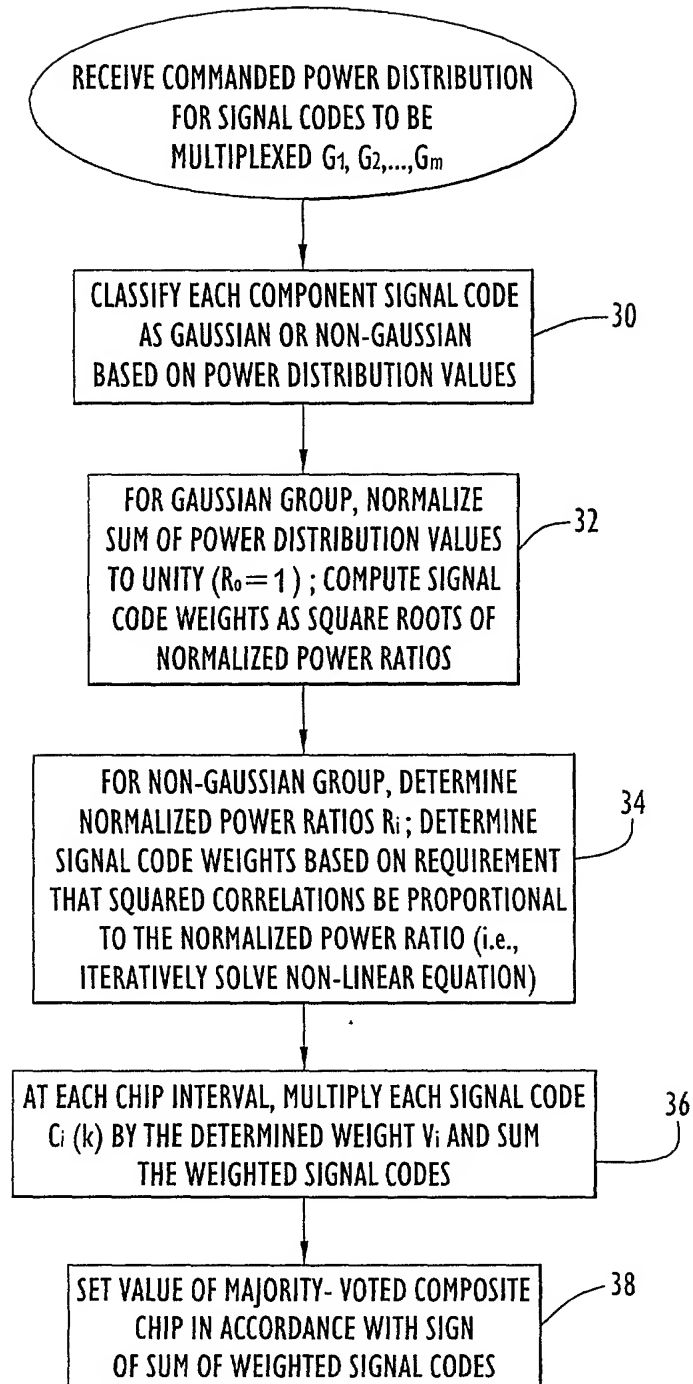 RECEIVE COMMANDED POWER DISTRIBUTION
FOR SIGNAL CODES TO BE
MULTIPLEXED G1, G2,...,Gm
CLASSIFY EACH COMPONENT SIGNAL CODE
AS GAUSSIAN OR NON-GAUSSIAN
BASED ON POWER DISTRIBUTION VALUES
30
FOR GAUSSIAN GROUP, NORMALIZE
SUM OF POWER DISTRIBUTION VALUES
TO UNITY (R0=1) ; COMPUTE SIGNAL
CODE WEIGHTS AS SQUARE ROOTS OF
NORMALIZED POWER RATIOS
32
FOR NON-GAUSSIAN GROUP, DETERMINE
NORMALIZED POWER RATIOS Ri ; DETERMINE
SIGNAL CODE WEIGHTS BASED ON REQUIREMENT
THAT SQUARED CORRELATIONS BE PROPORTIONAL
TO THE NORMALIZED POWER RATIO (i.e.,
ITERATIVELY SOLVE NON-LINEAR EQUATION)
34
AT EACH CHIP INTERVAL, MULTIPLY EACH SIGNAL CODE
Ci (k) BY THE DETERMINED WEIGHT Vi AND SUM
THE WEIGHTED SIGNAL CODES
36
SET VALUE OF MAJORITY- VOTED COMPOSITE
CHIP IN ACCORDANCE WITH SIGN
OF SUM OF WEIGHTED SIGNAL CODES
38